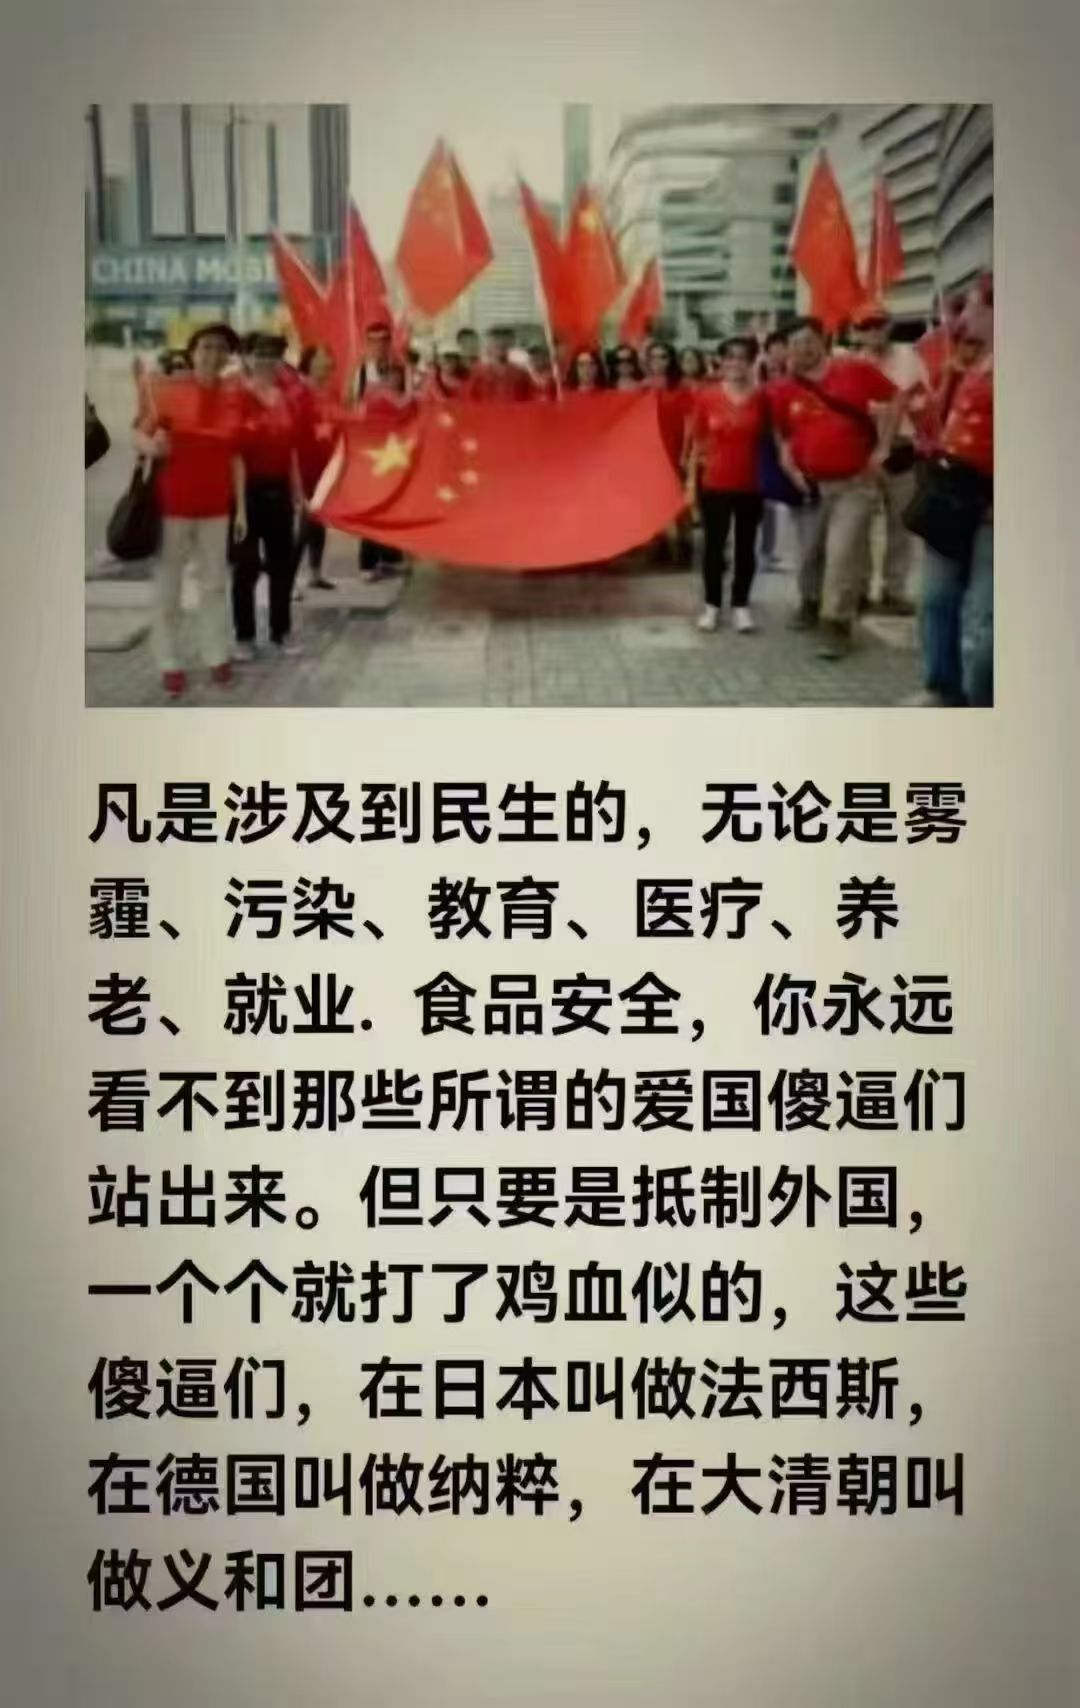 CHINA MOBI
凡是涉及到民生的，无论是雾
霾、污染、教育、医疗、养
老、就业. 食品安全，你永远
看不到那些所谓的爱国傻逼们
站出来。但只要是抵制外国，
一个个就打了鸡血似的，这些
傻逼们，在日本叫做法西斯，
在德国叫做纳粹，在大清朝叫
做义和团……